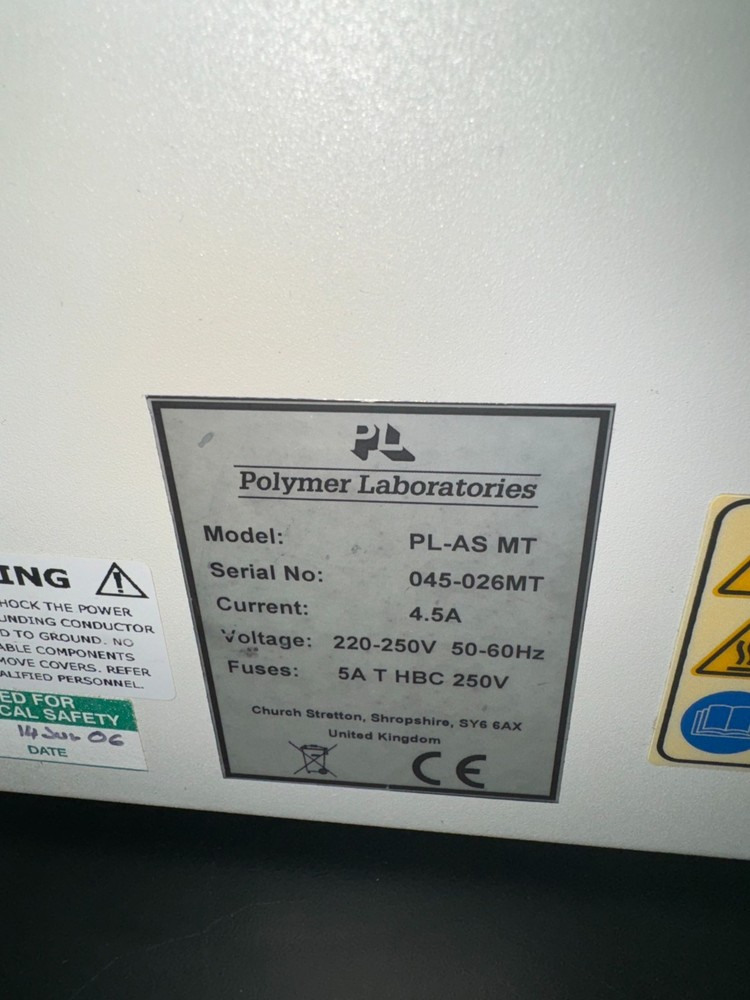 PL
Polymer Laboratories
Model: PL-AS MT
Serial No: 045-026MT
Current: 4.5A
Voltage: 220-250V 50-60Hz
Fuses: 5A T HBC 250V
Church Stretton, Shropshire, SY6 6AX
United Kingdom
CE
ING
HOCK THE POWER
UNDING CONDUCTOR
D TO GROUND. NO
ABLE COMPONENTS
MOVE COVERS. REFER
ALIFIED PERSONNEL.
ED FOR
CAL SAFETY
14 Jul 06
DATE